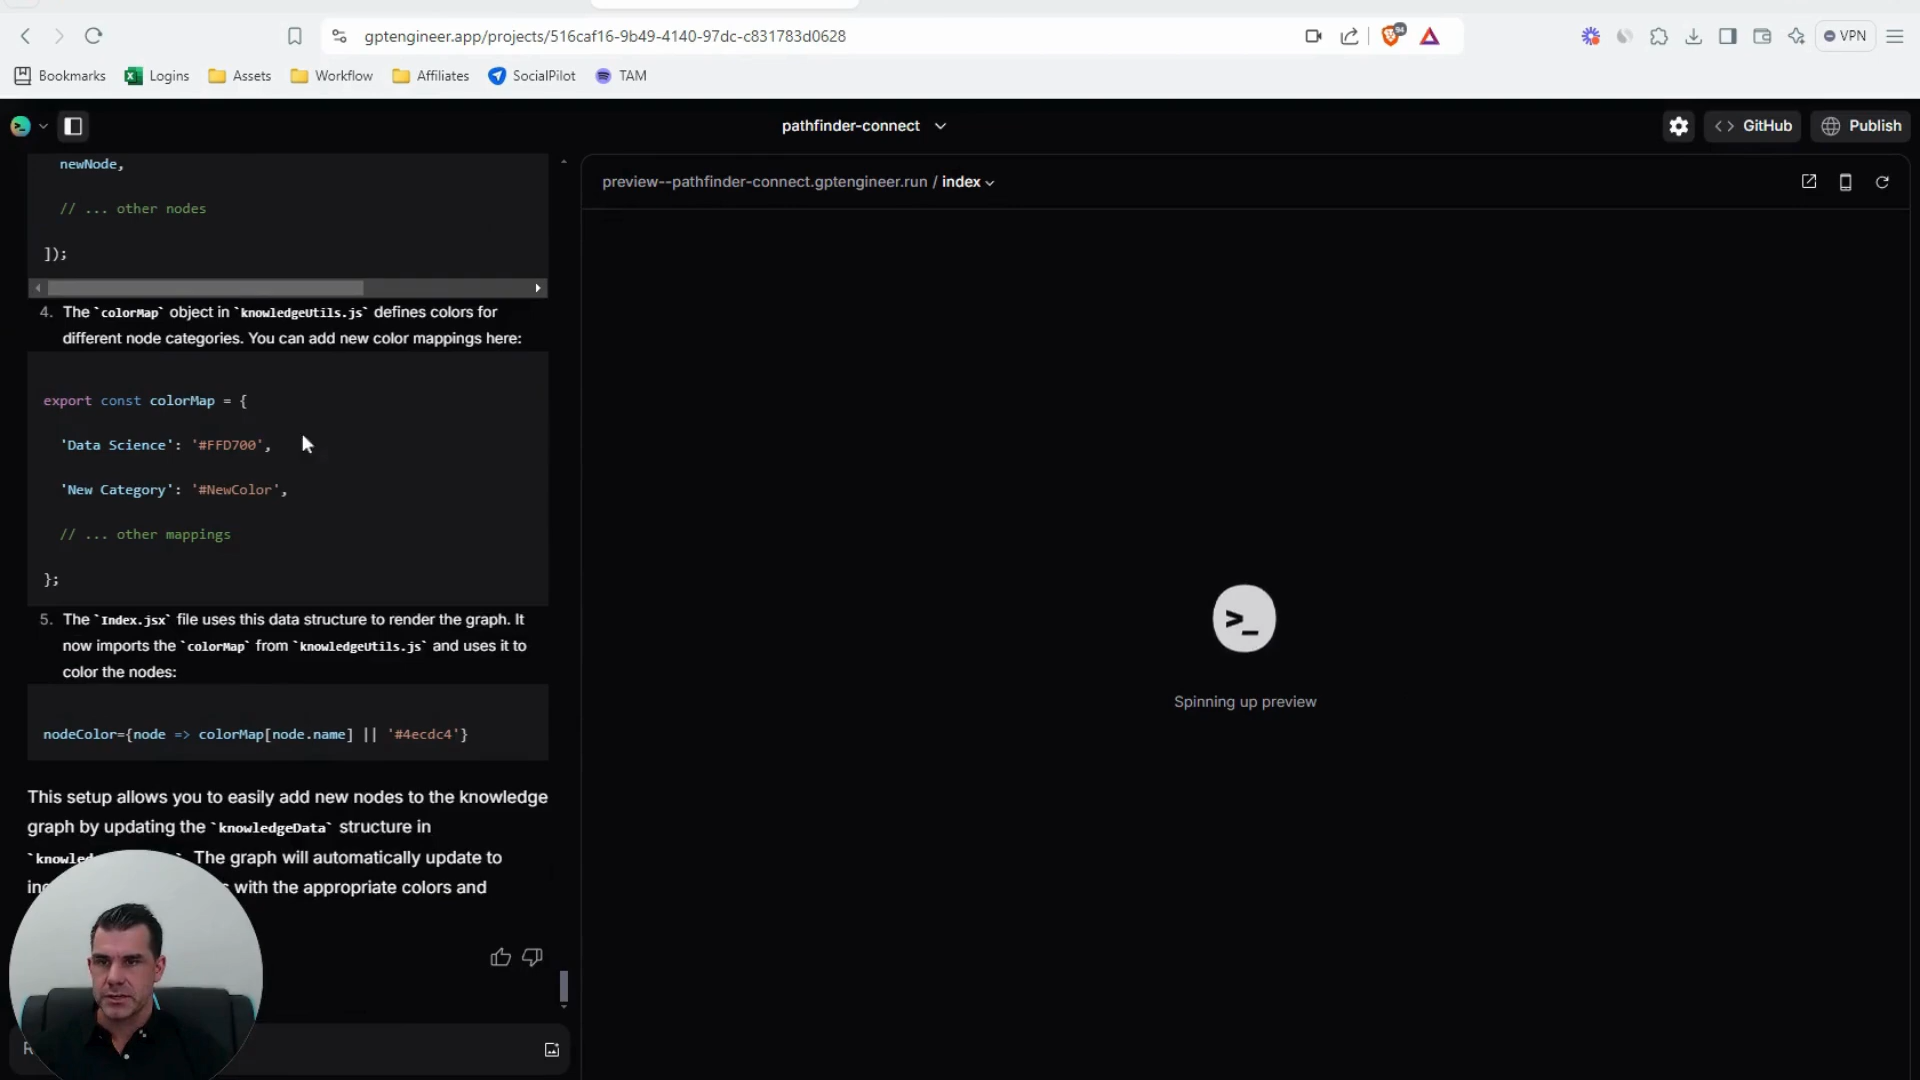 gptengineer.app/projects/516caf16-9b49-4140-97dc-c831783d0628
VPN
Bookmarks
Logins
Assets
Workflow
Affiliates
SocialPilot
TAM
pathfinder-connect
GitHub
Publish
preview--pathfinder-connect.gptengineer.run / index
newNode,
// ... other nodes
]);
4. The `colorMap` object in `knowledgeUtils.js` defines colors for
different node categories. You can add new color mappings here:
export const colorMap = {
'Data Science': '#FFD700',
'New Category': '#NewColor',
// ... other mappings
};
5. The `Index.jsx` file uses this data structure to render the graph. It
now imports the `colorMap` from `knowledgeUtils.js` and uses it to
color the nodes:
nodeColor={node => colorMap[node.name] || '#4ecdc4'}
This setup allows you to easily add new nodes to the knowledge
graph by updating the `knowledgeData` structure in
The graph will automatically update to
with the appropriate colors and
>_
Spinning up preview